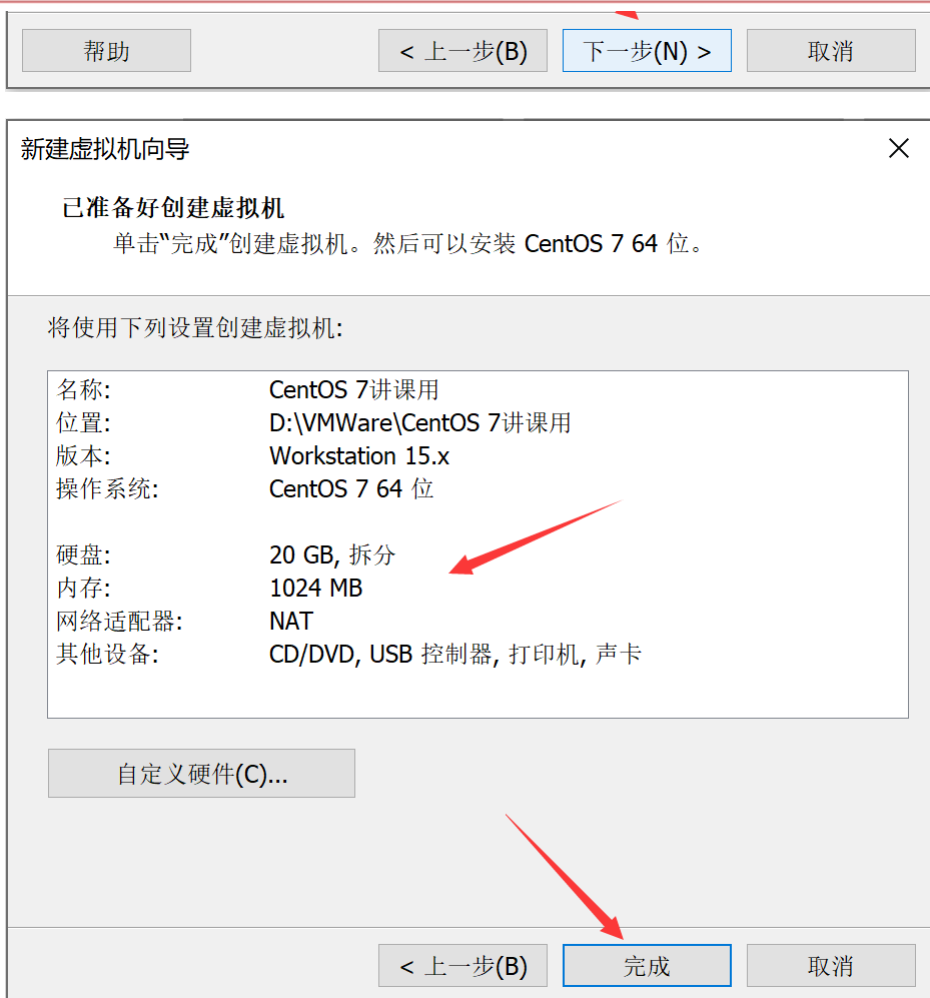 帮助 < 上一步(B) 下一步(N) > 取消
新建虚拟机向导
已准备好创建虚拟机
单击"完成"创建虚拟机。然后可以安装 CentOS 7 64 位。
将使用下列设置创建虚拟机:
名称: CentOS 7讲课用
位置: D:\VMWare\CentOS 7讲课用
版本: Workstation 15.x
操作系统: CentOS 7 64 位
硬盘: 20 GB, 拆分
内存: 1024 MB
网络适配器: NAT
其他设备: CD/DVD, USB 控制器, 打印机, 声卡
自定义硬件(C)...
< 上一步(B) 完成 取消